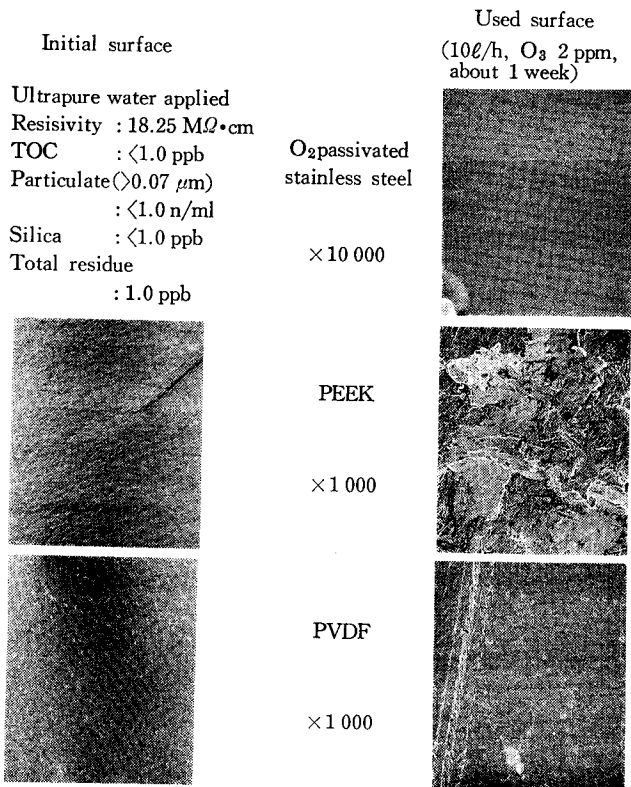 Initial surface
Ultrapure water applied
Resisivity : 18.25 MΩ•cm
TOC : <1.0 ppb
Particulate (>0.07 μm)
: <1.0 n/ml
Silica : <1.0 ppb
Total residue
: 1.0 ppb
Used surface
(10ℓ/h, O₃ 2 ppm,
about 1 week)
O₂passivated
stainless steel
×10 000
PEEK
×1 000
PVDF
×1 000